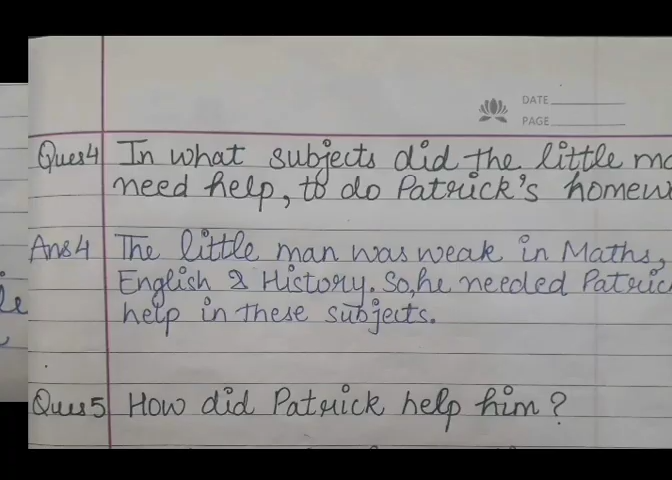 DATE
PAGE
Ques4 In what subjects did the little
need help, to do Patrick's
Ans4 The little man was weak in Maths,
English & History. So, he needed
help in these subjects.
Ques5 How did Patrick help him?